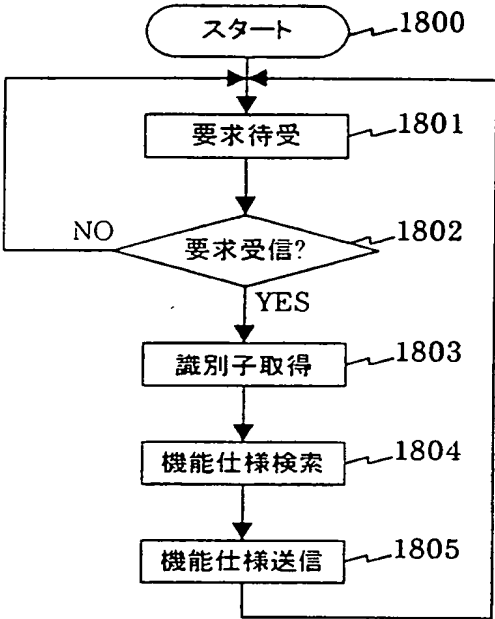 スタート 1800
要求待受 1801
NO 要求受信? 1802
YES
識別子取得 1803
機能仕様検索 1804
機能仕様送信 1805